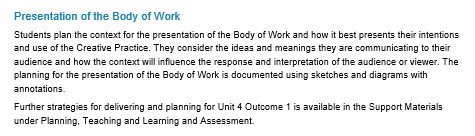 Presentation of the Body of Work
Students plan the context for the presentation of the Body of Work and how it best presents their intentions
and use of the Creative Practice. They consider the ideas and meanings they are communicating to their
audience and how the context will influence the response and interpretation of the audience or viewer. The
planning for the presentation of the Body of Work is documented using sketches and diagrams with
annotations.
Further strategies for delivering and planning for Unit 4 Outcome 1 is available in the Support Materials
under Planning, Teaching and Learning and Assessment.